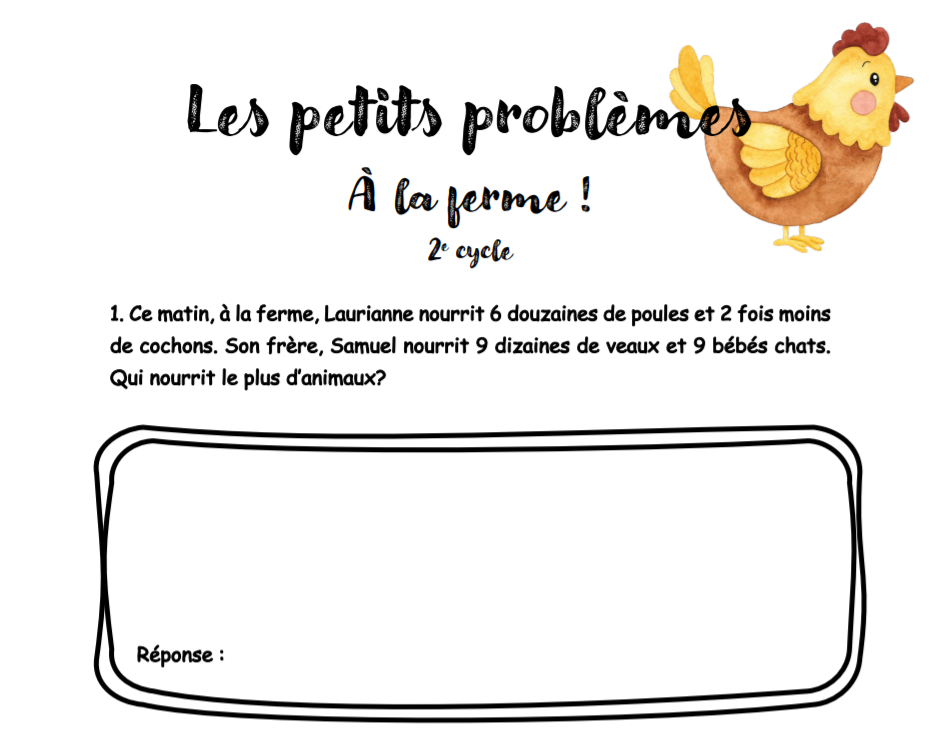 Les petits problèmes
À la ferme !
2e cycle
1. Ce matin, à la ferme, Laurianne nourrit 6 douzaines de poules et 2 fois moins
de cochons. Son frère, Samuel nourrit 9 dizaines de veaux et 9 bébés chats.
Qui nourrit le plus d'animaux?
Réponse :